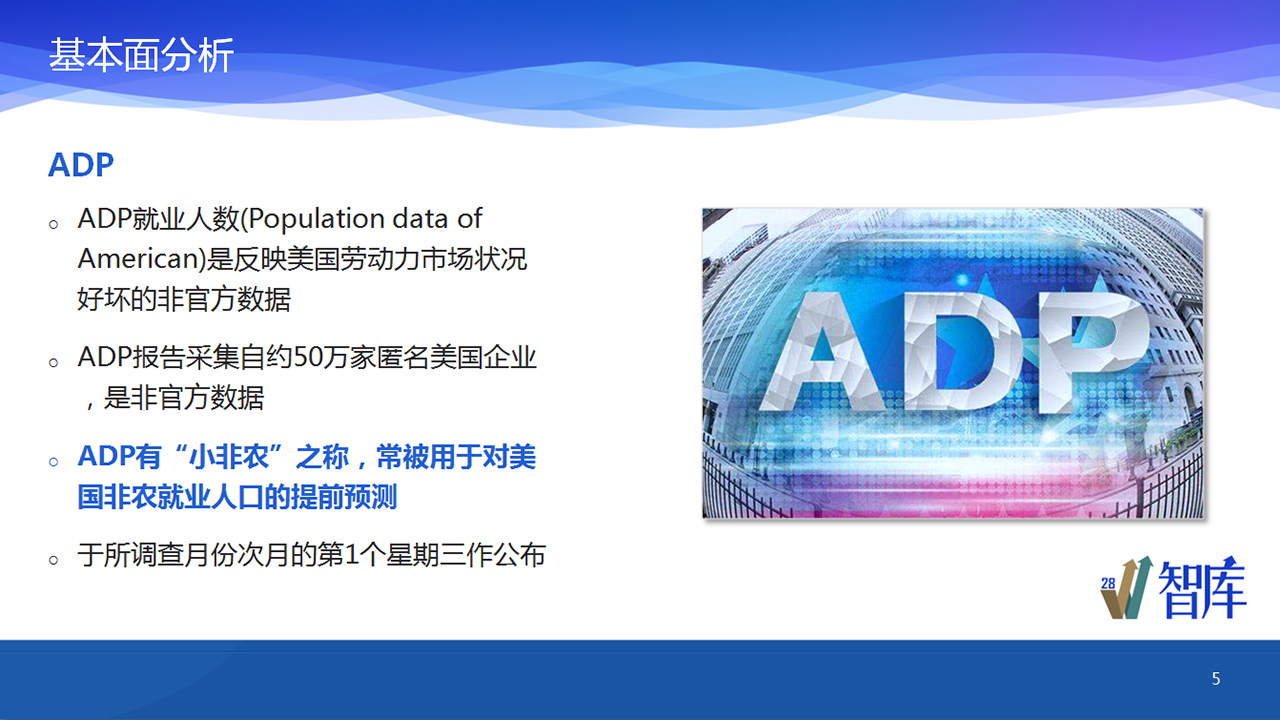 基本面分析
ADP
ADP就业人数(Population data of
American)是反映美国劳动力市场状况
好坏的非官方数据
ADP报告采集自约50万家匿名美国企业
，是非官方数据
ADP有“小非农”之称，常被用于对美
国非农就业人口的提前预测
于所调查月份次月的第1个星期三作公布
ADP
28
智库
5